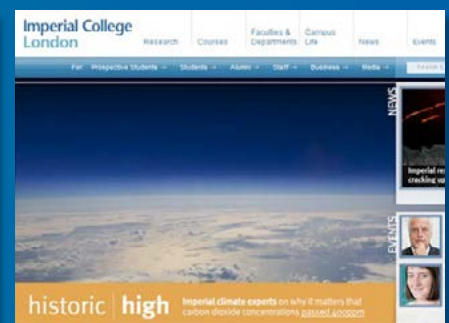 Imperial College
London
Research
Courses
Faculties &
Departments
Campus
Life
News
Events
For: Prospective Students → Students → Alumni → Staff → Business → Media →
NEWS
Imperial
cracking up
EVENTS
historic | high
Imperial climate experts on why it matters that
carbon dioxide concentrations passed 400ppm